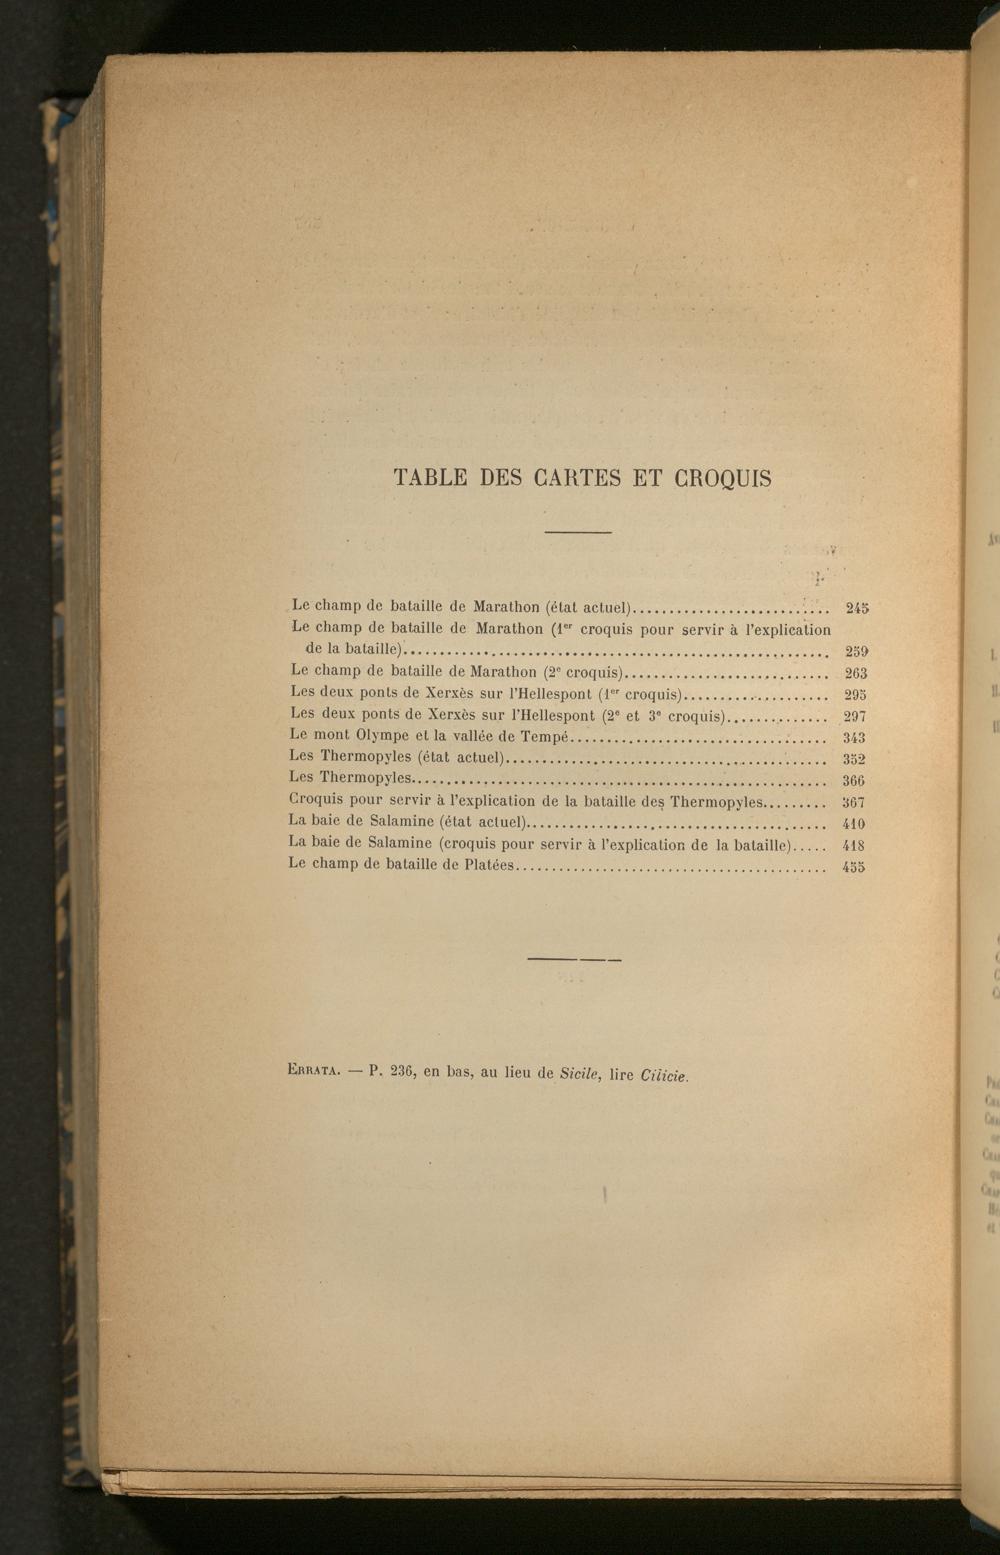 TABLE DES CARTES ET CROQUIS
Le champ de bataille de Marathon (état actuel).......................... 245
Le champ de bataille de Marathon (1er croquis pour servir à l'explication
de la bataille)......................................................... 259
Le champ de bataille de Marathon (2e croquis)........................... 263
Les deux ponts de Xerxès sur l'Hellespont (1er croquis)................... 295
Les deux ponts de Xerxès sur l'Hellespont (2e et 3e croquis).............. 297
Le mont Olympe et la vallée de Tempé................................... 343
Les Thermopyles (état actuel)........................................... 352
Les Thermopyles........................................................ 366
Croquis pour servir à l'explication de la bataille des Thermopyles......... 367
La baie de Salamine (état actuel)........................................ 410
La baie de Salamine (croquis pour servir à l'explication de la bataille)..... 418
Le champ de bataille de Platées.......................................... 455
ERRATA. — P. 236, en bas, au lieu de Sicile, lire Cilicie.